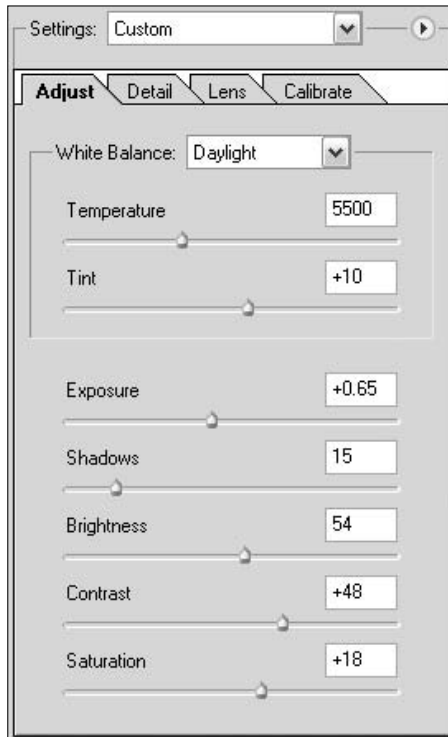 Settings: Custom
Adjust Detail Lens Calibrate
White Balance: Daylight
Temperature 5500
Tint +10
Exposure +0.65
Shadows 15
Brightness 54
Contrast +48
Saturation +18